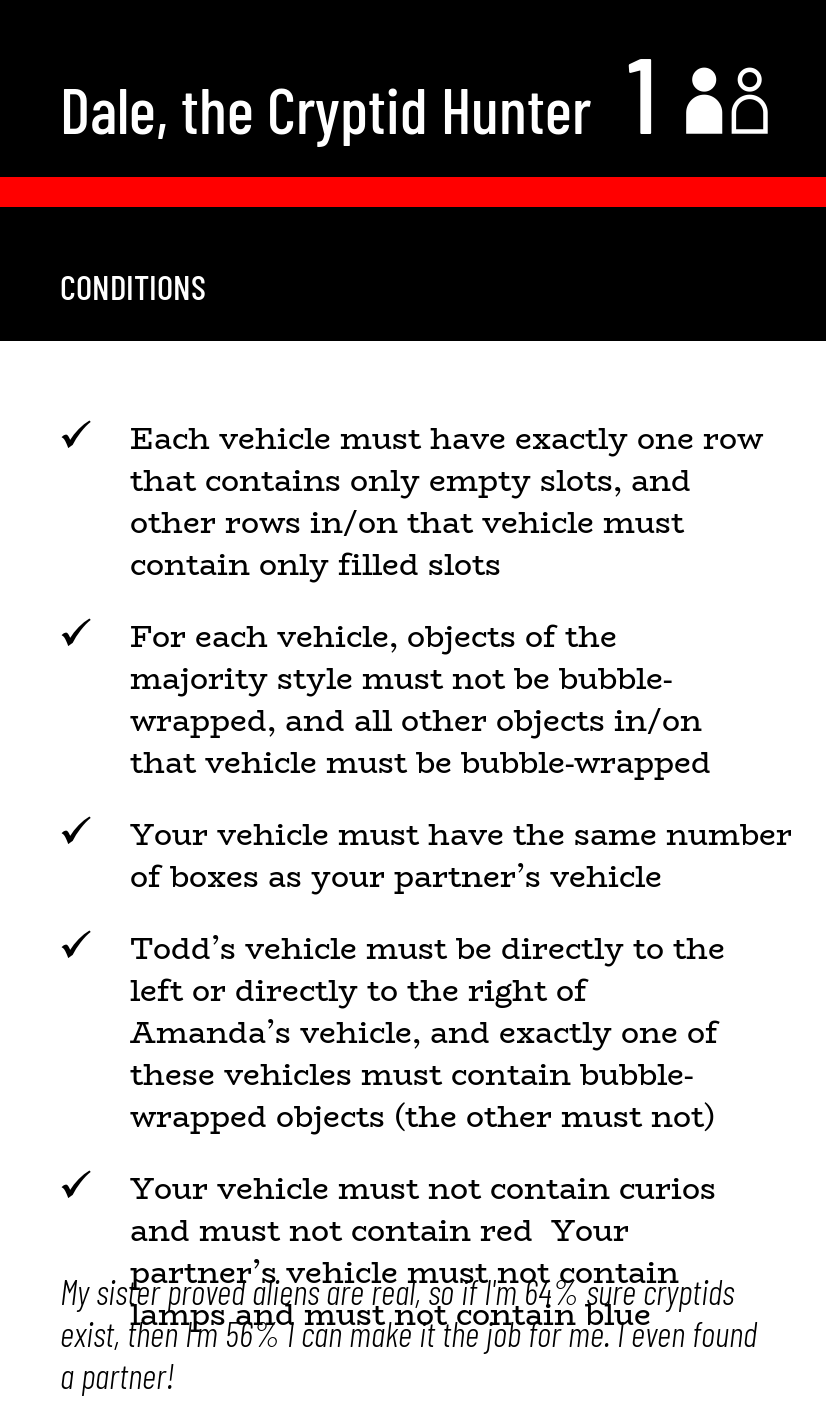 Dale, the Cryptid Hunter 1
CONDITIONS
✓ Each vehicle must have exactly one row
that contains only empty slots, and
other rows in/on that vehicle must
contain only filled slots
✓ For each vehicle, objects of the
majority style must not be bubble-
wrapped, and all other objects in/on
that vehicle must be bubble-wrapped
✓ Your vehicle must have the same number
of boxes as your partner’s vehicle
✓ Todd’s vehicle must be directly to the
left or directly to the right of
Amanda’s vehicle, and exactly one of
these vehicles must contain bubble-
wrapped objects (the other must not)
✓ Your vehicle must not contain curios
and must not contain red  Your
partner’s vehicle must not contain
lamps and must not contain blue
My sister proved aliens are real, so if I'm 64% sure cryptids
exist, then I'm 56% I can make it the job for me. I even found
a partner!